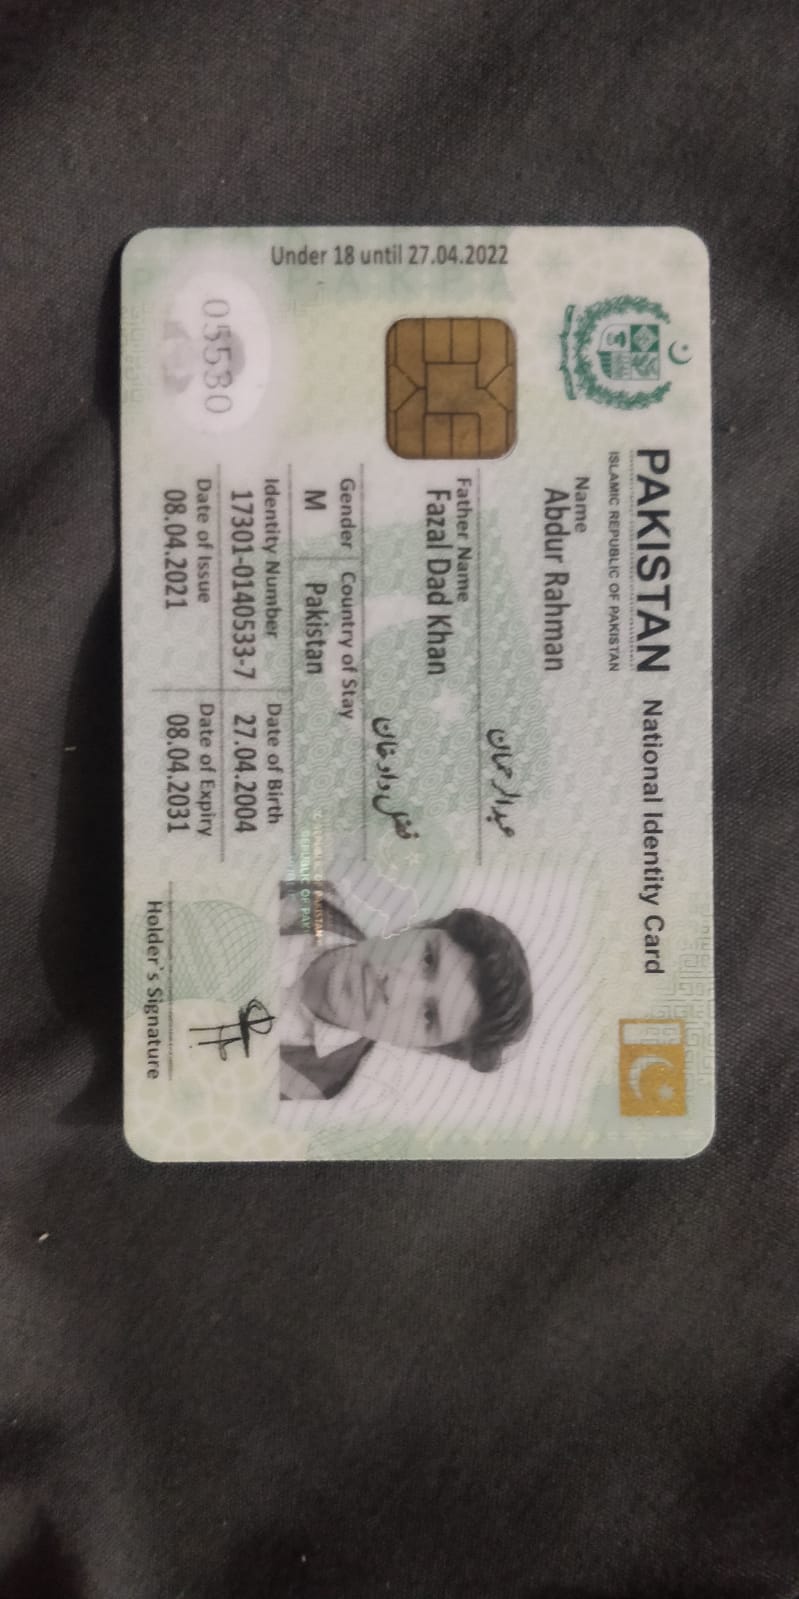 Under 18 until 27.04.2022
PAKISTAN National Identity Card
ISLAMIC REPUBLIC OF PAKISTAN
Name
Abdur Rahman
عبدالرحمان
Father Name
Fazal Dad Khan
فضل داد خان
Gender Country of Stay
M Pakistan
Identity Number Date of Birth
17301-0140533-7 27.04.2004
Date of Issue Date of Expiry
08.04.2021 08.04.2031
Holder's Signature